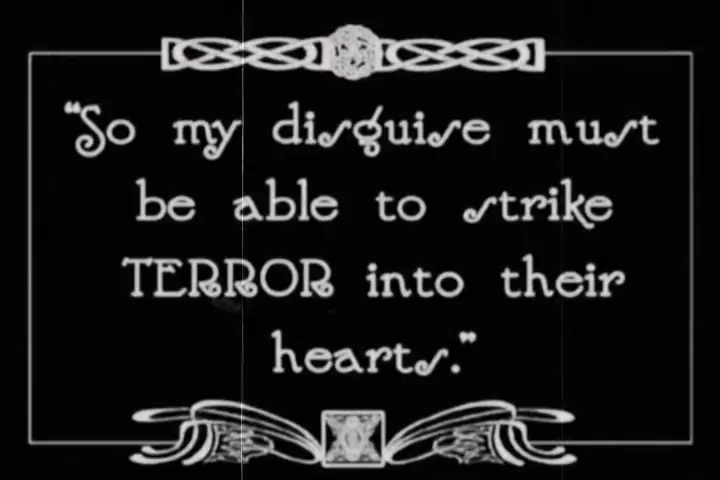 “So my disguise must
be able to strike
TERROR into their
hearts.”